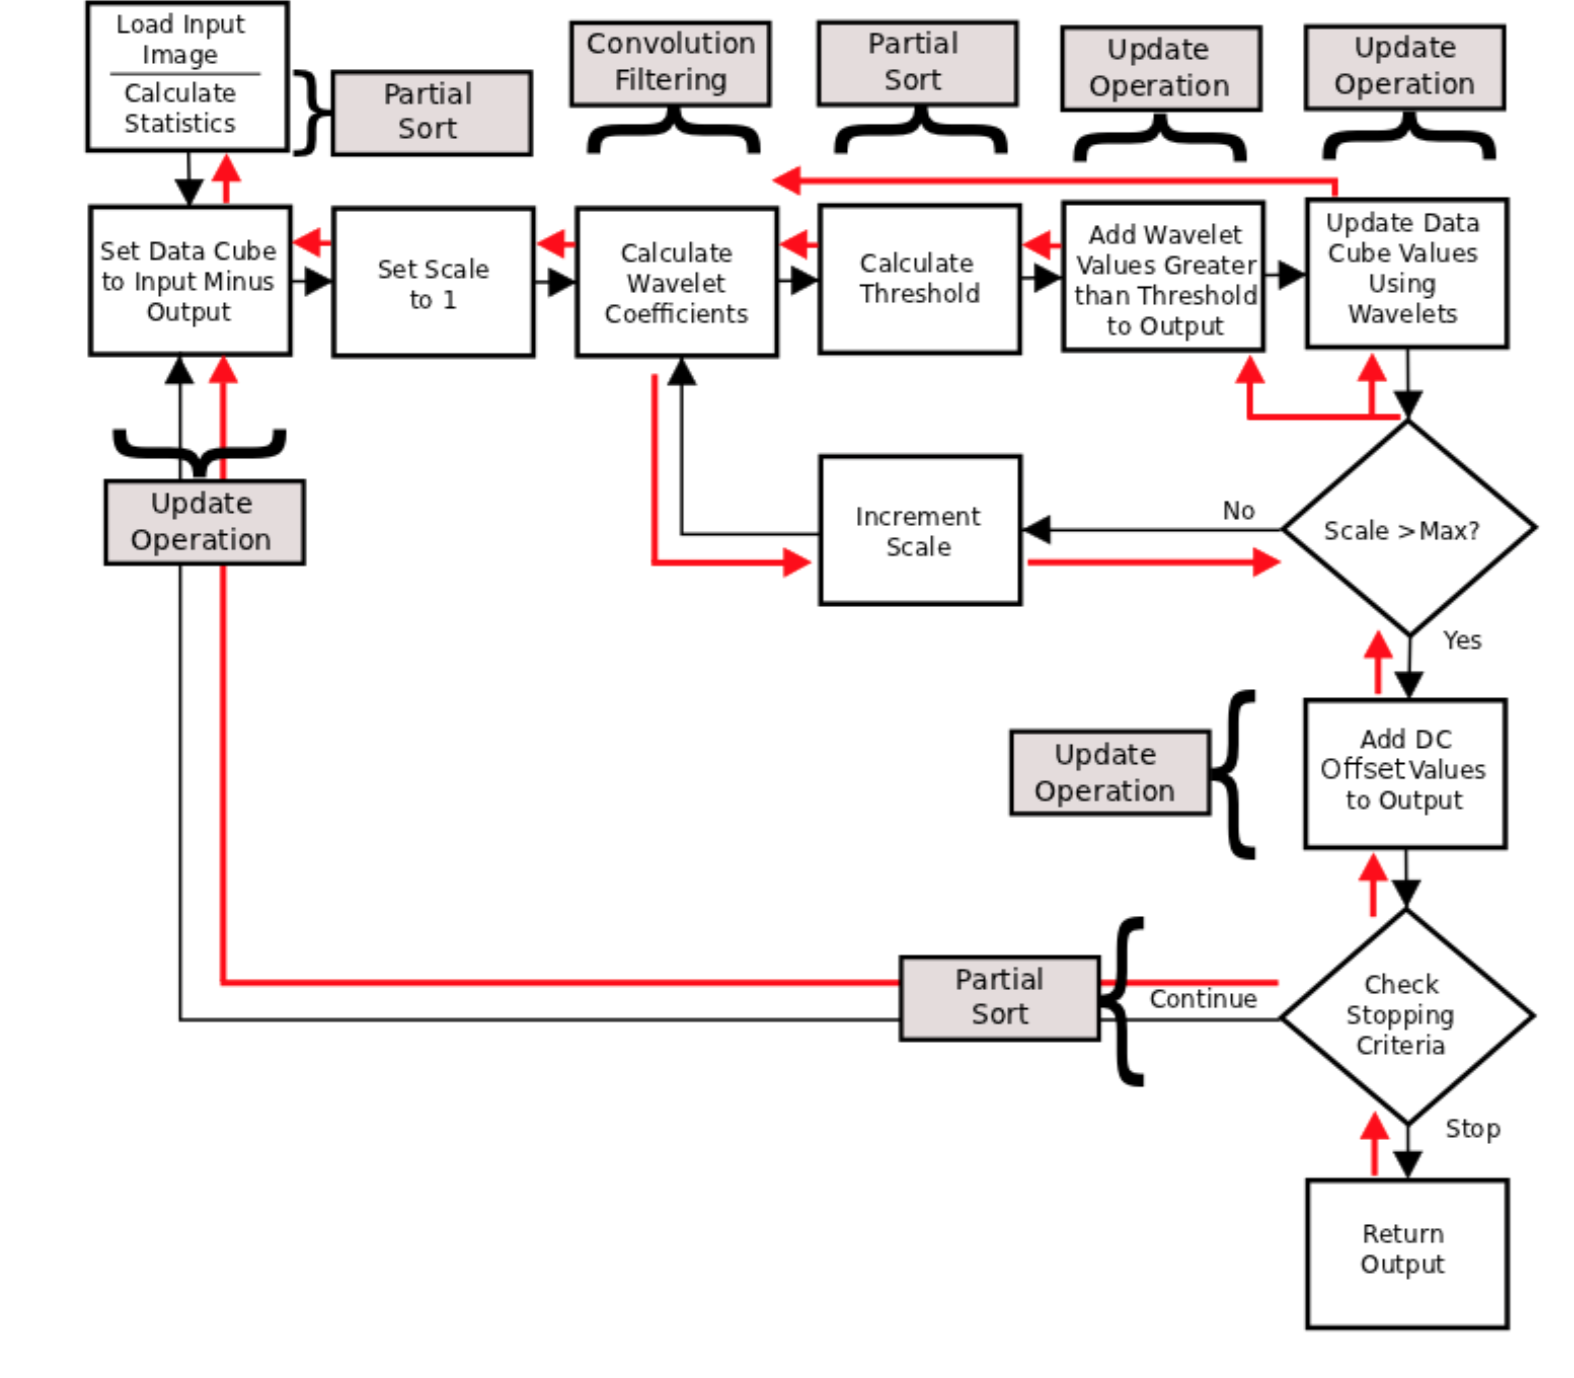 Load Input
Image
Calculate
Statistics
Partial
Sort
Convolution
Filtering
Partial
Sort
Update
Operation
Update
Operation
Set Data Cube
to Input Minus
Output
Set Scale
to 1
Calculate
Wavelet
Coefficients
Calculate
Threshold
Add Wavelet
Values Greater
than Threshold
to Output
Update Data
Cube Values
Using
Wavelets
Update
Operation
Increment
Scale
No
Scale >Max?
Yes
Update
Operation
Add DC
Offset Values
to Output
Partial
Sort
Continue
Check
Stopping
Criteria
Stop
Return
Output